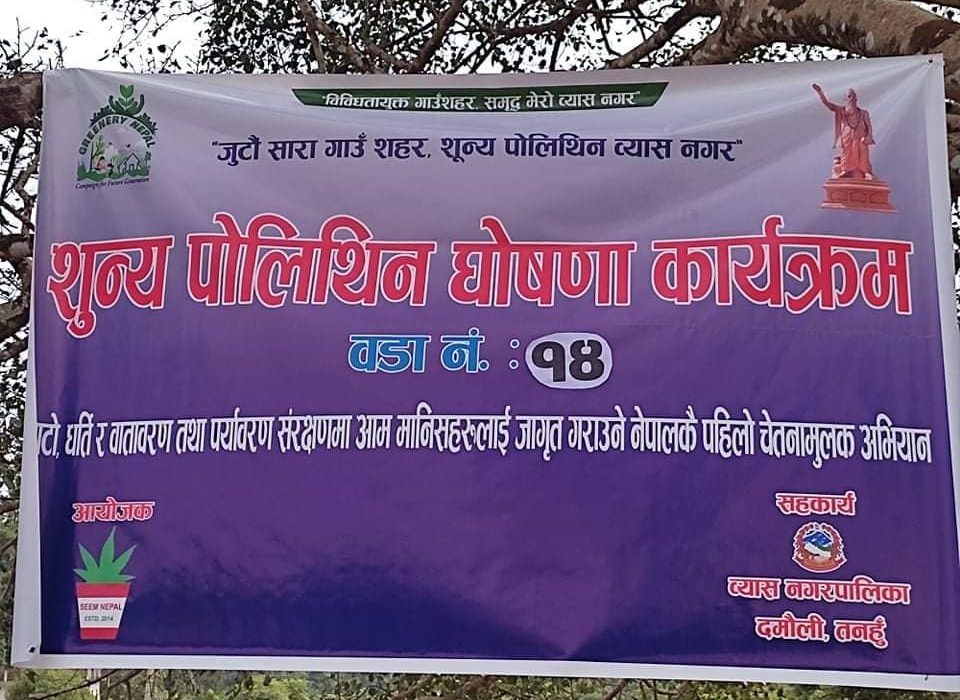 "विविधतायुक्त गाउँशहर, समृद्ध मेरो व्यास नगर"
GREENERY NEPAL
Campaign for Future Generation
"जुटौं सारा गाउँ शहर, शून्य पोलिथिन व्यास नगर"
शुन्य पोलिथिन घोषणा कार्यक्रम
वडा नं. : १४
टो, धर्ति र वातावरण तथा पर्यावरण संरक्षणमा आम मानिसहरुलाई जागृत गराउने नेपालकै पहिलो चेतनामुलक अभियान
आयोजक
SEEM NEPAL
ESTD. 2014
सहकार्य
व्यास नगरपालिका
दमौली, तनहुँ